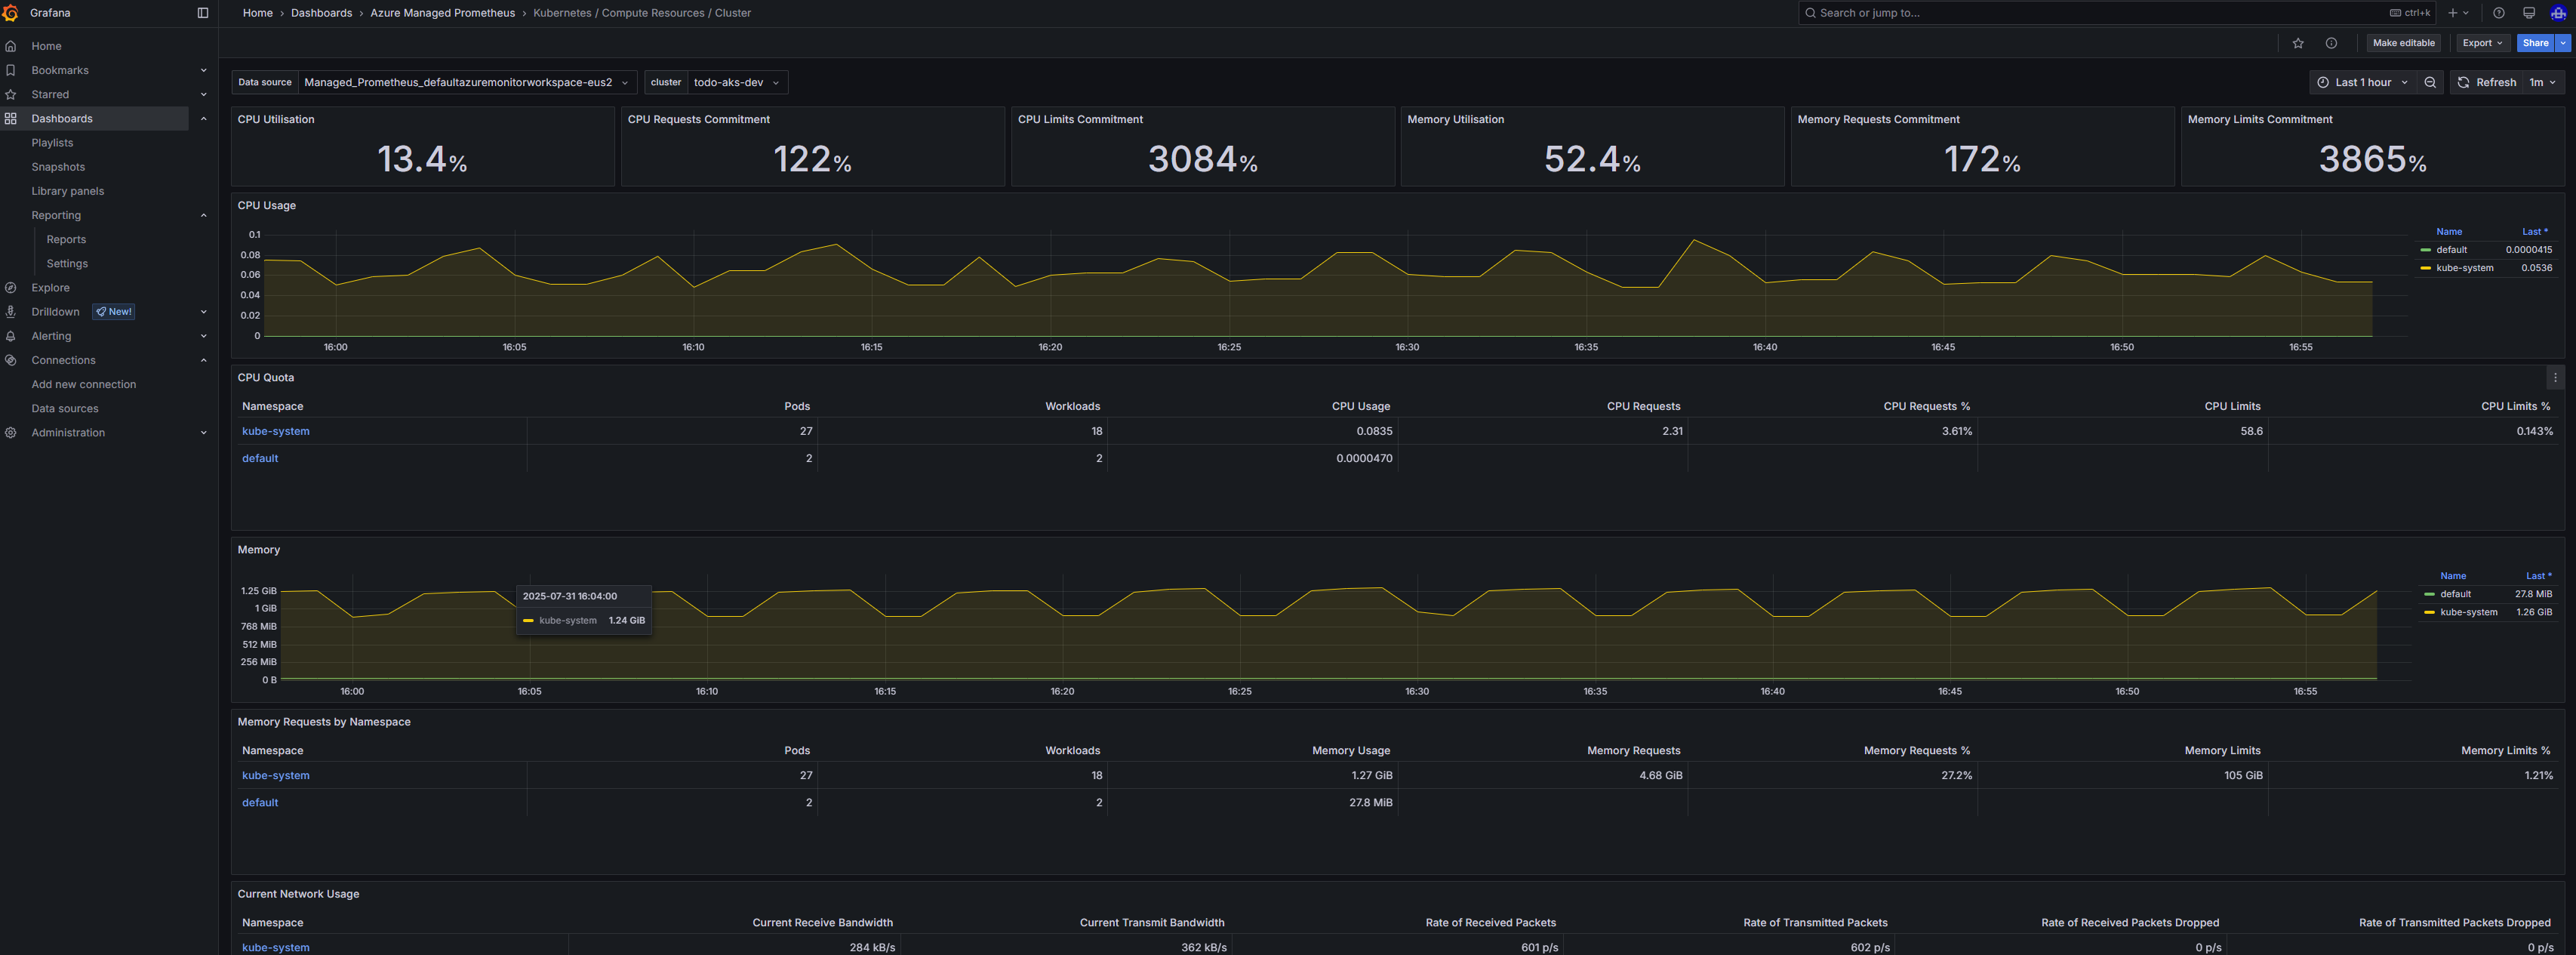 Grafana
Home › Dashboards › Azure Managed Prometheus › Kubernetes / Compute Resources / Cluster
Search or jump to...
ctrl+k
Make editable
Export
Share
Home
Bookmarks
Starred
Dashboards
Playlists
Snapshots
Library panels
Reporting
Reports
Settings
Explore
Drilldown New!
Alerting
Connections
Add new connection
Data sources
Administration
Data source Managed_Prometheus_defaultazuremonitorworkspace-eus2 cluster todo-aks-dev
Last 1 hour
Refresh 1m
CPU Utilisation
13.4%
CPU Requests Commitment
122%
CPU Limits Commitment
3084%
Memory Utilisation
52.4%
Memory Requests Commitment
172%
Memory Limits Commitment
3865%
CPU Usage
0.1
0.08
0.06
0.04
0.02
0
16:00 16:05 16:10 16:15 16:20 16:25 16:30 16:35 16:40 16:45 16:50 16:55
Name Last *
default 0.0000415
kube-system 0.0536
CPU Quota
Namespace Pods Workloads CPU Usage CPU Requests CPU Requests % CPU Limits CPU Limits %
kube-system 27 18 0.0835 2.31 3.61% 58.6 0.143%
default 2 2 0.0000470
Memory
1.25 GiB
1 GiB
768 MiB
512 MiB
256 MiB
0 B
2025-07-31 16:04:00
kube-system 1.24 GiB
16:00 16:05 16:10 16:15 16:20 16:25 16:30 16:35 16:40 16:45 16:50 16:55
Name Last *
default 27.8 MiB
kube-system 1.26 GiB
Memory Requests by Namespace
Namespace Pods Workloads Memory Usage Memory Requests Memory Requests % Memory Limits Memory Limits %
kube-system 27 18 1.27 GiB 4.68 GiB 27.2% 105 GiB 1.21%
default 2 2 27.8 MiB
Current Network Usage
Namespace Current Receive Bandwidth Current Transmit Bandwidth Rate of Received Packets Rate of Transmitted Packets Rate of Received Packets Dropped Rate of Transmitted Packets Dropped
kube-system 284 kB/s 362 kB/s 601 p/s 602 p/s 0 p/s 0 p/s